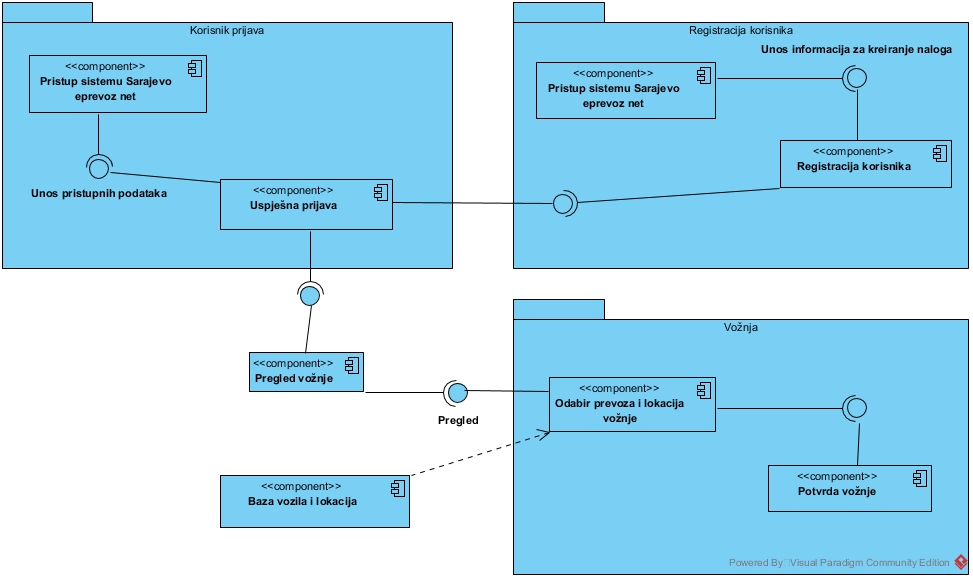 Korisnik prijava
<<component>>
Pristup sistemu Sarajevo
eprevoz net
Unos pristupnih podataka
<<component>>
Uspješna prijava
Registracija korisnika
Unos informacija za kreiranje naloga
<<component>>
Pristup sistemu Sarajevo
eprevoz net
<<component>>
Registracija korisnika
<<component>>
Pregled vožnje
Pregled
<<component>>
Baza vozila i lokacija
Vožnja
<<component>>
Odabir prevoza i lokacija
vožnje
<<component>>
Potvrda vožnje
Powered By Visual Paradigm Community Edition